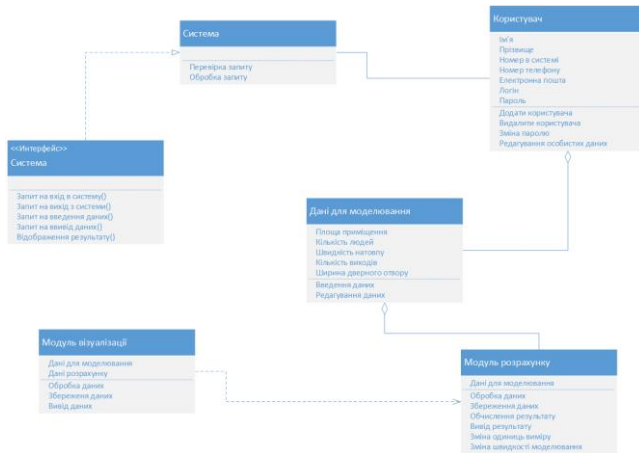 Система
Перевірка запиту
Обробка запиту
Користувач
Ім'я
Прізвище
Номер в системі
Номер телефону
Електронна пошта
Логін
Пароль
Додати користувача
Видалити користувача
Зміна паролю
Редагування особистих даних
<<Интерфейс>>
Система
Запит на вхід в систему()
Запит на вихід з системи()
Запит на введення даних()
Запит на ввивід даних()
Відображення результату()
Дані для моделювання
Площа приміщення
Кількість людей
Швидкість натовпу
Кількість виходів
Ширина дверного отвору
Введення даних
Редагування даних
Модуль візуалізації
Дані для моделювання
Дані розрахунку
Обробка даних
Збереженя даних
Вивід даних
Модуль розрахунку
Дані для моделювання
Обробка даних
Збереження даних
Обчислення результату
Вивід результату
Зміна одиниць виміру
Зміна швидкості моделювання